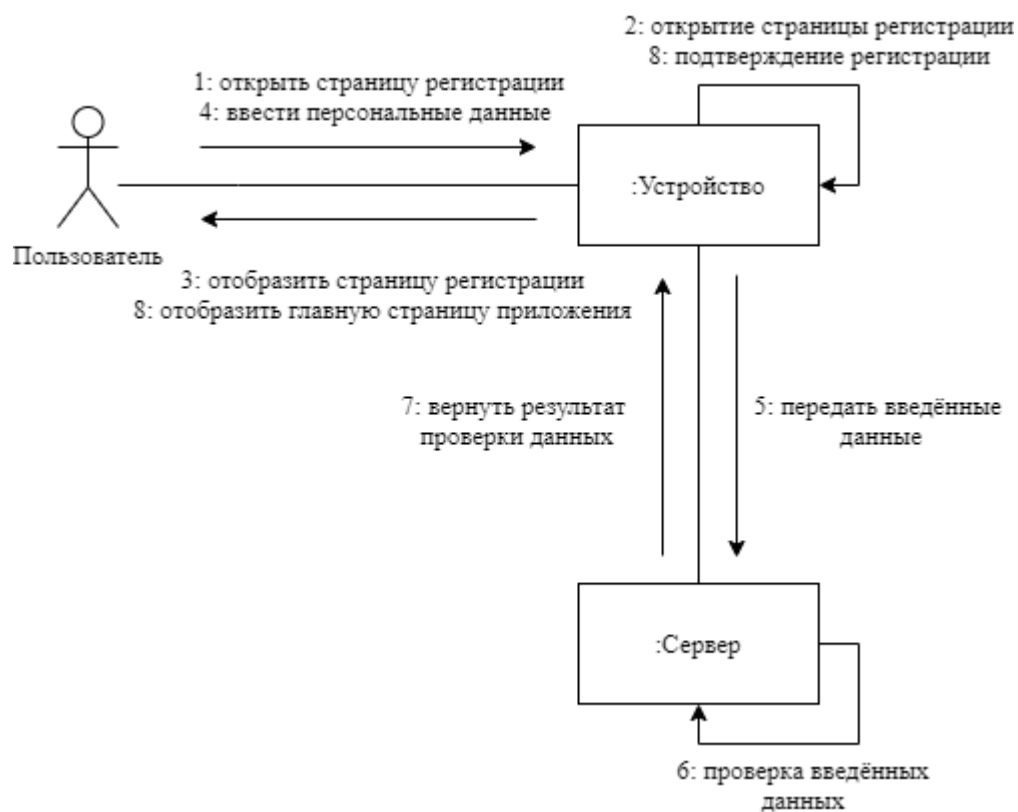 2: открытие страницы регистрации
8: подтверждение регистрации
1: открыть страницу регистрации
4: ввести персональные данные
:Устройство
Пользователь
3: отобразить страницу регистрации
8: отобразить главную страницу приложения
7: вернуть результат
проверки данных
5: передать введённые
данные
:Сервер
6: проверка введённых
данных